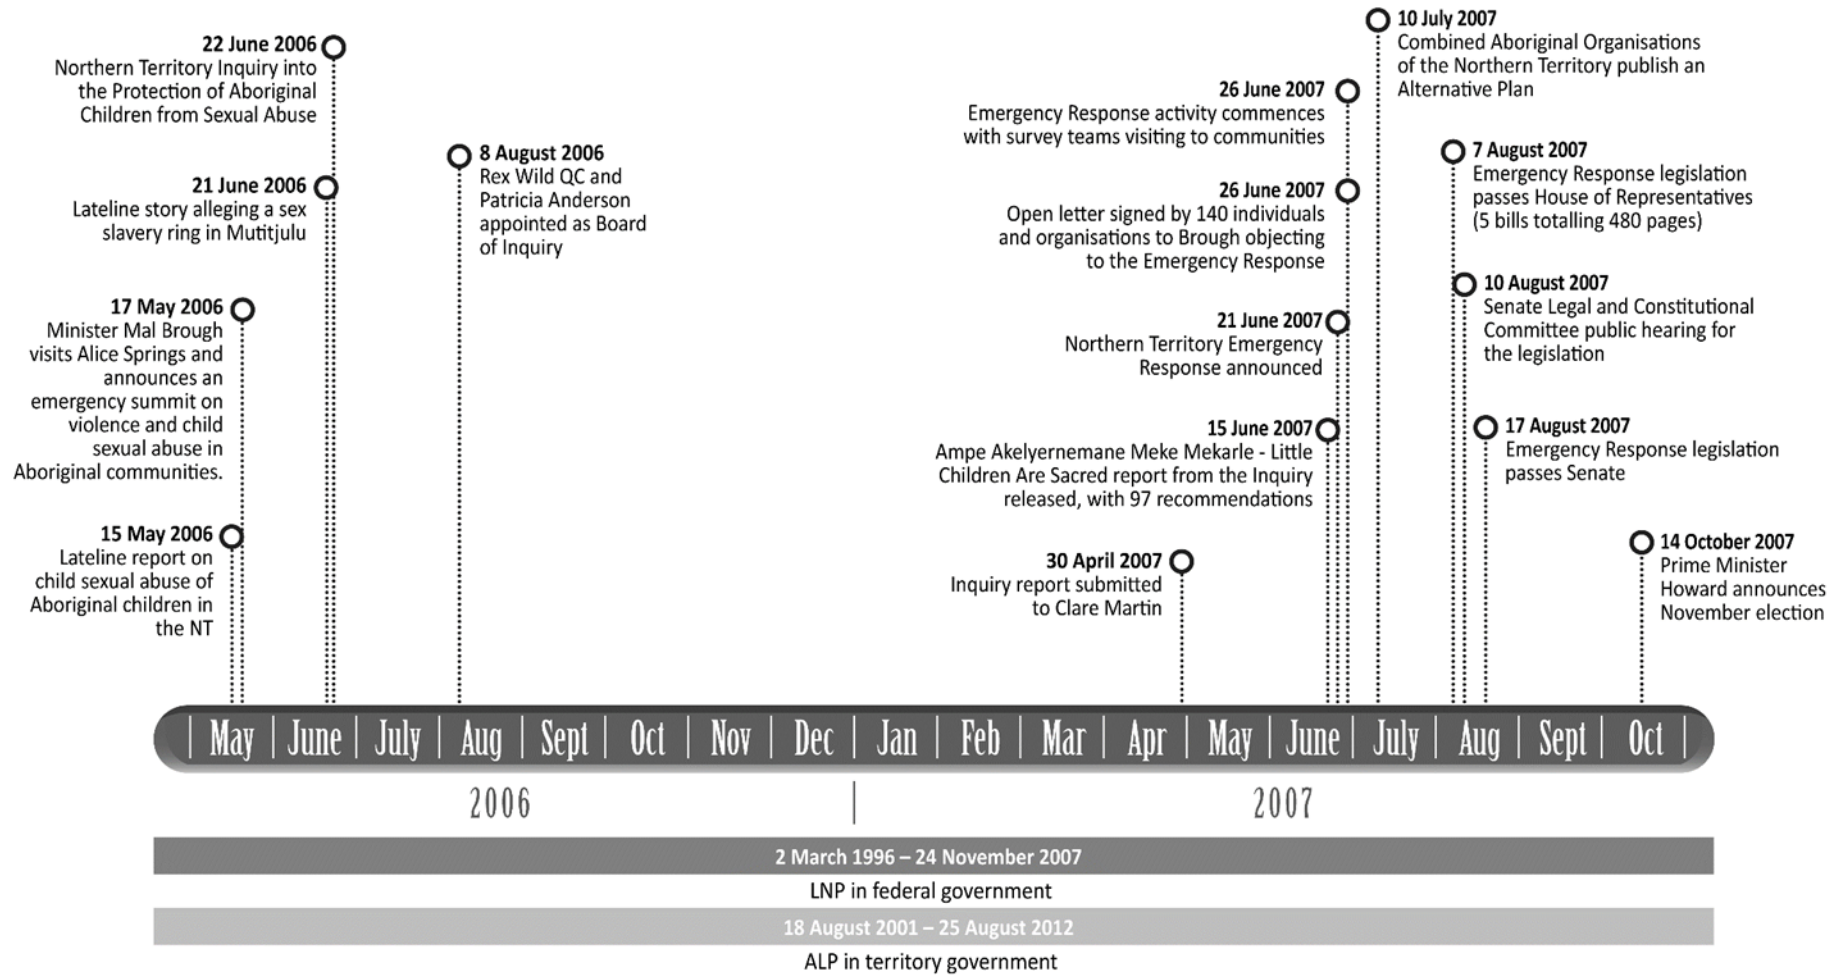 22 June 2006
Northern Territory Inquiry into
the Protection of Aboriginal
Children from Sexual Abuse
21 June 2006
Lateline story alleging a sex
slavery ring in Mutitjulu
17 May 2006
Minister Mal Brough
visits Alice Springs and
announces an
emergency summit on
violence and child
sexual abuse in
Aboriginal communities.
15 May 2006
Lateline report on
child sexual abuse of
Aboriginal children in
the NT
8 August 2006
Rex Wild QC and
Patricia Anderson
appointed as Board
of Inquiry
26 June 2007
Emergency Response activity commences
with survey teams visiting to communities
26 June 2007
Open letter signed by 140 individuals
and organisations to Brough objecting
to the Emergency Response
21 June 2007
Northern Territory Emergency
Response announced
15 June 2007
Ampe Akelyernemane Meke Mekarle - Little
Children Are Sacred report from the Inquiry
released, with 97 recommendations
30 April 2007
Inquiry report submitted
to Clare Martin
10 July 2007
Combined Aboriginal Organisations
of the Northern Territory publish an
Alternative Plan
7 August 2007
Emergency Response legislation
passes House of Representatives
(5 bills totalling 480 pages)
10 August 2007
Senate Legal and Constitutional
Committee public hearing for
the legislation
17 August 2007
Emergency Response legislation
passes Senate
14 October 2007
Prime Minister
Howard announces
November election
May June July Aug Sept Oct Nov Dec Jan Feb Mar Apr May June July Aug Sept Oct
2006 2007
2 March 1996 – 24 November 2007
LNP in federal government
18 August 2001 – 25 August 2012
ALP in territory government